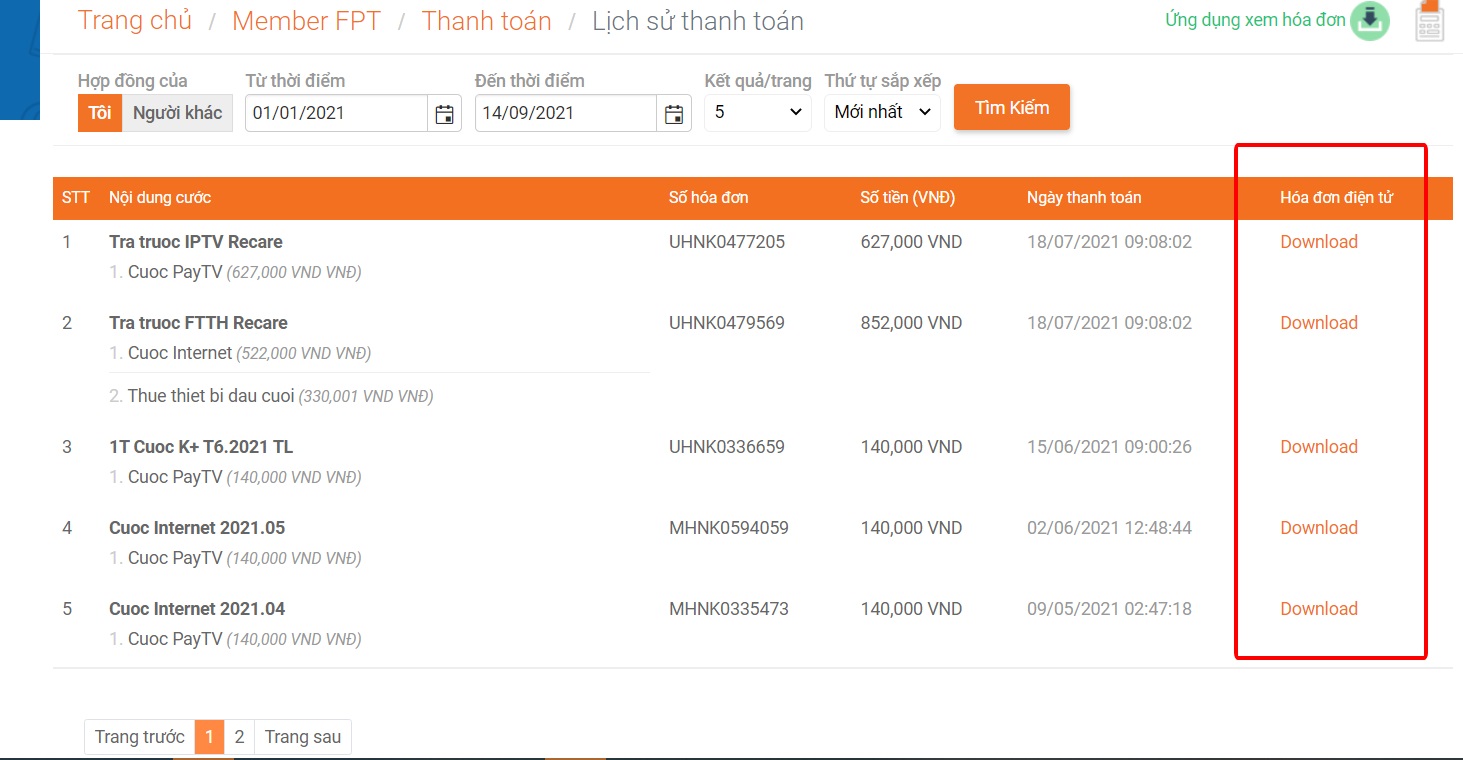 Trang chủ / Member FPT / Thanh toán / Lịch sử thanh toán
Ứng dụng xem hóa đơn
Hợp đồng của Từ thời điểm Đến thời điểm Kết quả/trang Thứ tự sắp xếp
Tôi Người khác 01/01/2021 14/09/2021 5 Mới nhất Tìm Kiếm
STT Nội dung cước Số hóa đơn Số tiền (VNĐ) Ngày thanh toán Hóa đơn điện tử
1 Tra truoc IPTV Recare UHNK0477205 627,000 VND 18/07/2021 09:08:02 Download
1. Cuoc PayTV (627,000 VND VNĐ)
2 Tra truoc FTTH Recare UHNK0479569 852,000 VND 18/07/2021 09:08:02 Download
1. Cuoc Internet (522,000 VND VNĐ)
2. Thue thiet bi dau cuoi (330,001 VND VNĐ)
3 1T Cuoc K+ T6.2021 TL UHNK0336659 140,000 VND 15/06/2021 09:00:26 Download
1. Cuoc PayTV (140,000 VND VNĐ)
4 Cuoc Internet 2021.05 MHNK0594059 140,000 VND 02/06/2021 12:48:44 Download
1. Cuoc PayTV (140,000 VND VNĐ)
5 Cuoc Internet 2021.04 MHNK0335473 140,000 VND 09/05/2021 02:47:18 Download
1. Cuoc PayTV (140,000 VND VNĐ)
Trang trước 1 2 Trang sau